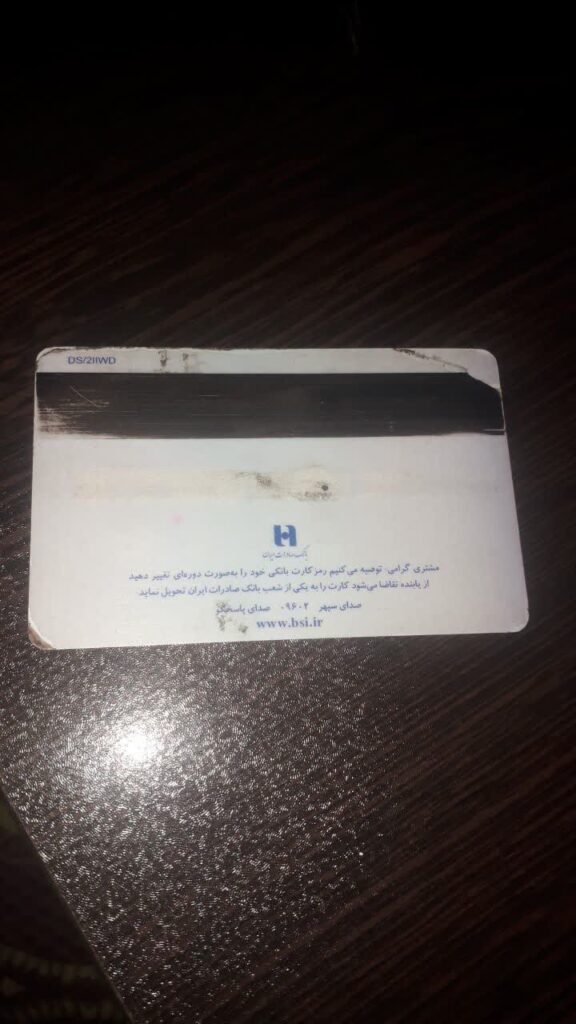 DS/2IIWD
بانک صادرات ایران
مشتری گرامی، توصیه می کنیم رمز کارت بانکی خود را به‌صورت دوره‌ای تغییر دهید
از یابنده تقاضا می‌شود کارت را به یکی از شعب بانک صادرات ایران تحویل نماید
صدای سپهر ۰۹۶۰۲ صدای پاسخگو
www.bsi.ir